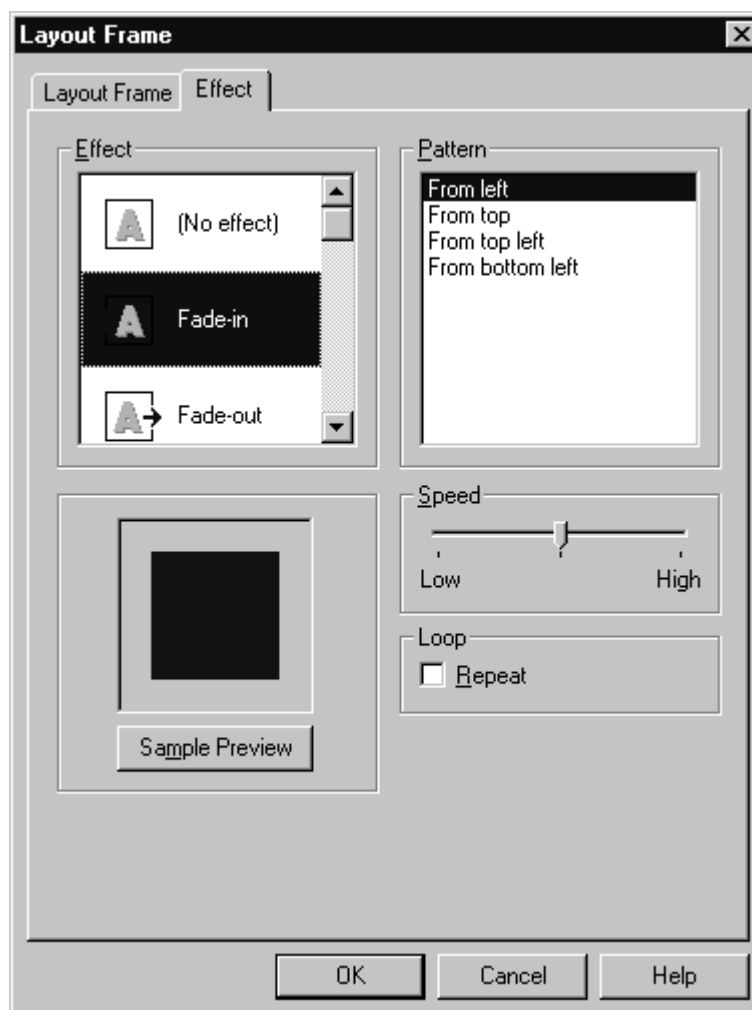 Layout Frame
Layout Frame
Effect
Effect
A (No effect)
A Fade-in
A Fade-out
Pattern
From left
From top
From top left
From bottom left
Speed
Low High
Loop
Repeat
Sample Preview
OK Cancel Help